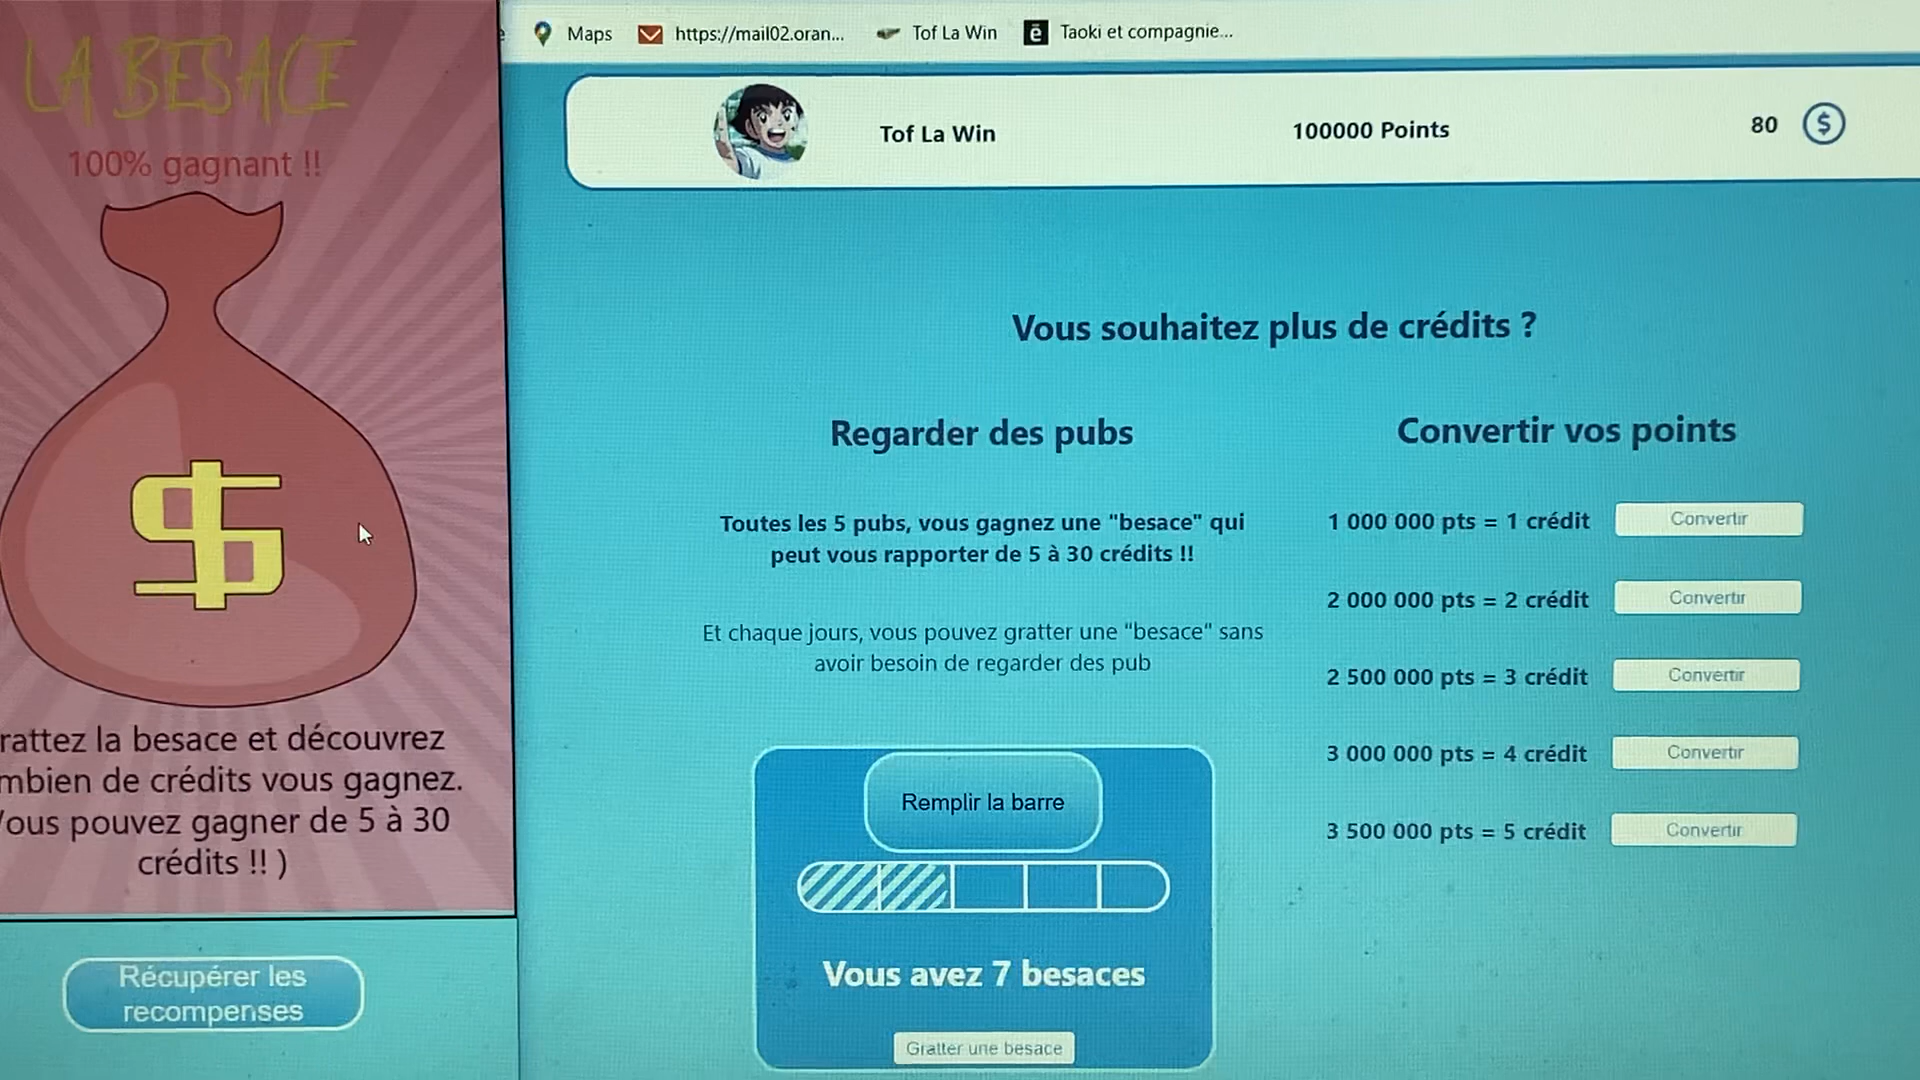 LA BESACE
100% gagnant !!
rattez la besace et découvrez
mbien de crédits vous gagnez.
Vous pouvez gagner de 5 à 30
crédits !! )
Récupérer les
recompenses
Maps
https://mail02.oran...
Tof La Win
Taoki et compagnie...
Tof La Win
100000 Points
80
Vous souhaitez plus de crédits ?
Regarder des pubs
Toutes les 5 pubs, vous gagnez une "besace" qui
peut vous rapporter de 5 à 30 crédits !!
Et chaque jours, vous pouvez gratter une "besace" sans
avoir besoin de regarder des pub
Remplir la barre
Vous avez 7 besaces
Gratter une besace
Convertir vos points
1 000 000 pts = 1 crédit Convertir
2 000 000 pts = 2 crédit Convertir
2 500 000 pts = 3 crédit Convertir
3 000 000 pts = 4 crédit Convertir
3 500 000 pts = 5 crédit Convertir